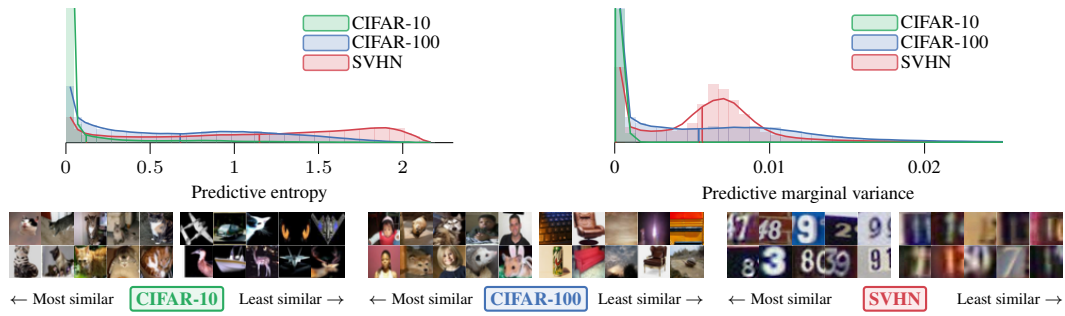 CIFAR-10
CIFAR-100
SVHN
0 0.5 1 1.5 2
Predictive entropy
CIFAR-10
CIFAR-100
SVHN
0 0.01 0.02
Predictive marginal variance
← Most similar CIFAR-10 Least similar →
← Most similar CIFAR-100 Least similar →
← Most similar SVHN Least similar →